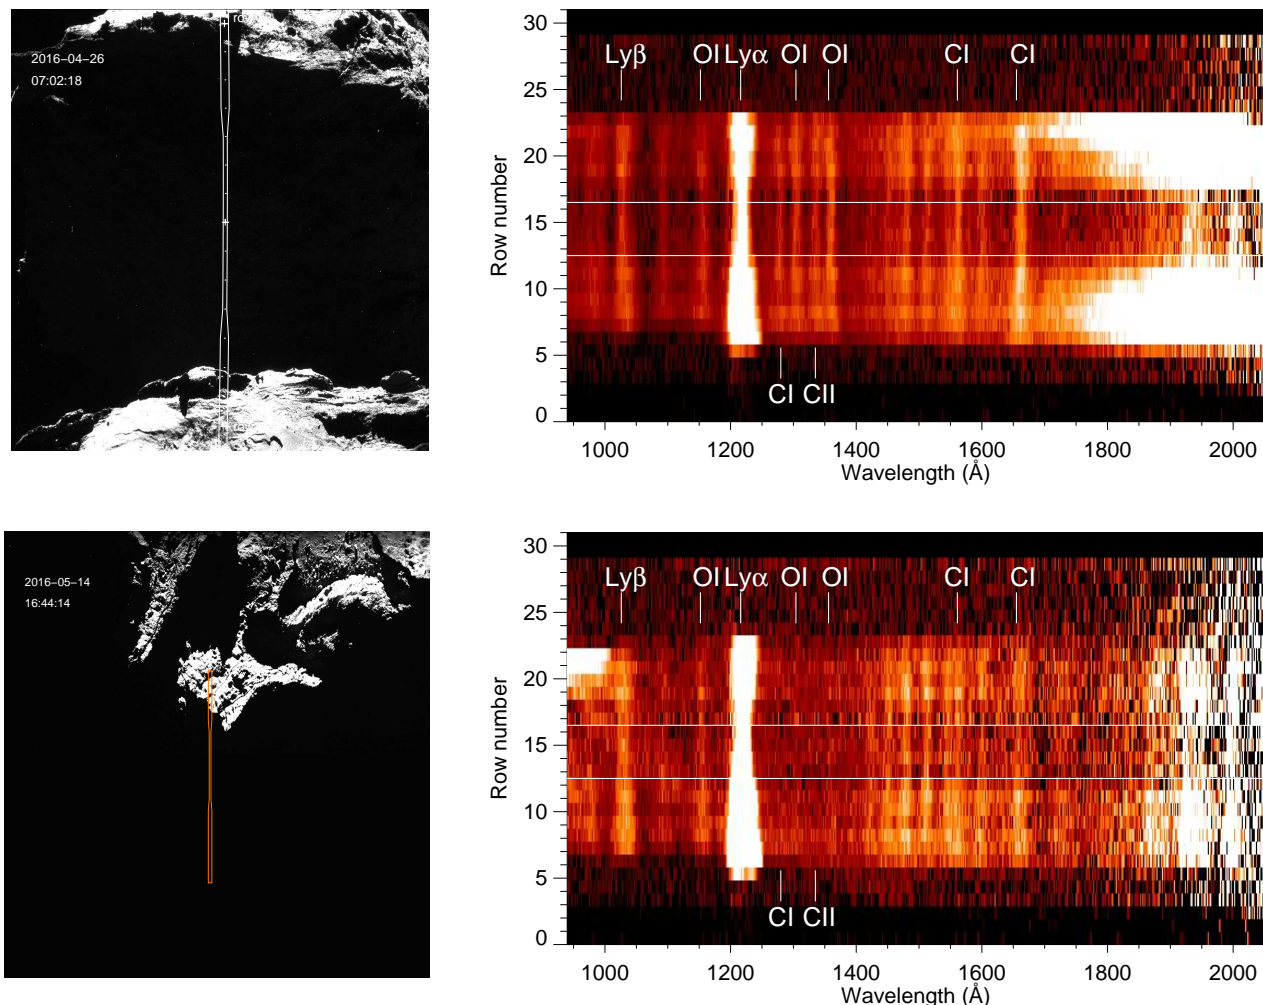 2016−04−26
07:02:18
ro
30
25
20
15
10
5
0
Row number
Lyβ OI Lyα OI OI CI CI
CI CII
1000 1200 1400 1600 1800 2000
Wavelength (Å)
2016−05−14
16:44:14
30
25
20
15
10
5
0
Row number
Lyβ OI Lyα OI OI CI CI
CI CII
1000 1200 1400 1600 1800 2000
Wavelength (Å)